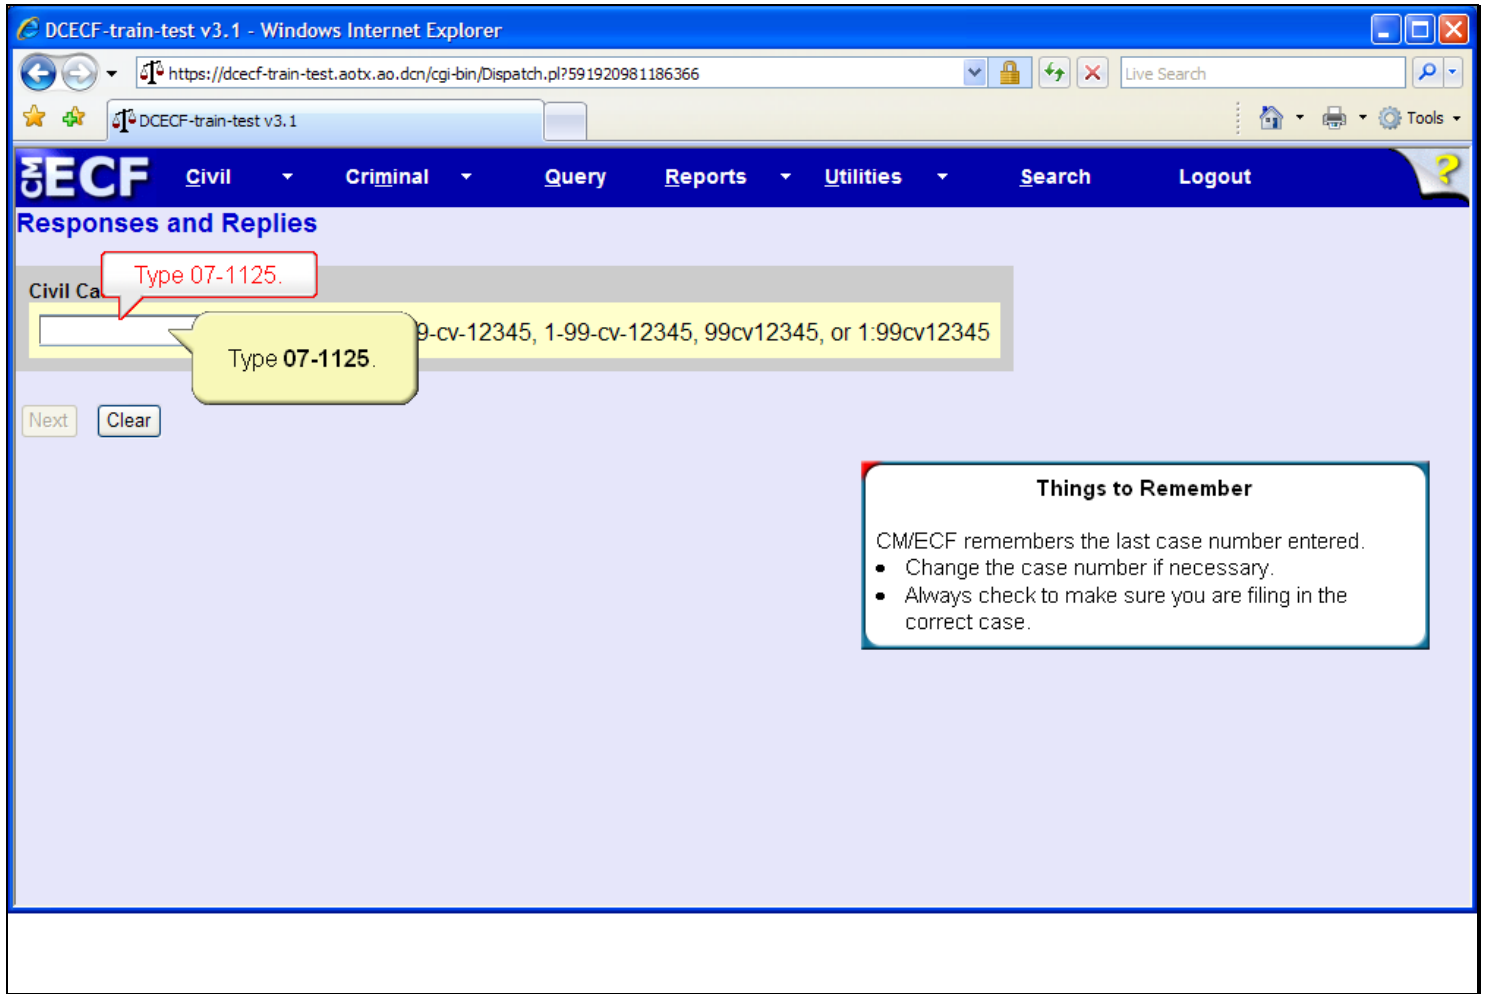 DCECF-train-test v3.1 - Windows Internet Explorer
https://dcecf-train-test.aotx.ao.dcn/cgi-bin/Dispatch.pl?591920981186366 Live Search
DCECF-train-test v3.1 Tools
CM ECF Civil Criminal Query Reports Utilities Search Logout ?
Responses and Replies
Type 07-1125.
Civil Ca
9-cv-12345, 1-99-cv-12345, 99cv12345, or 1:99cv12345
Type 07-1125.
Next Clear
Things to Remember
CM/ECF remembers the last case number entered.
• Change the case number if necessary.
• Always check to make sure you are filing in the
correct case.